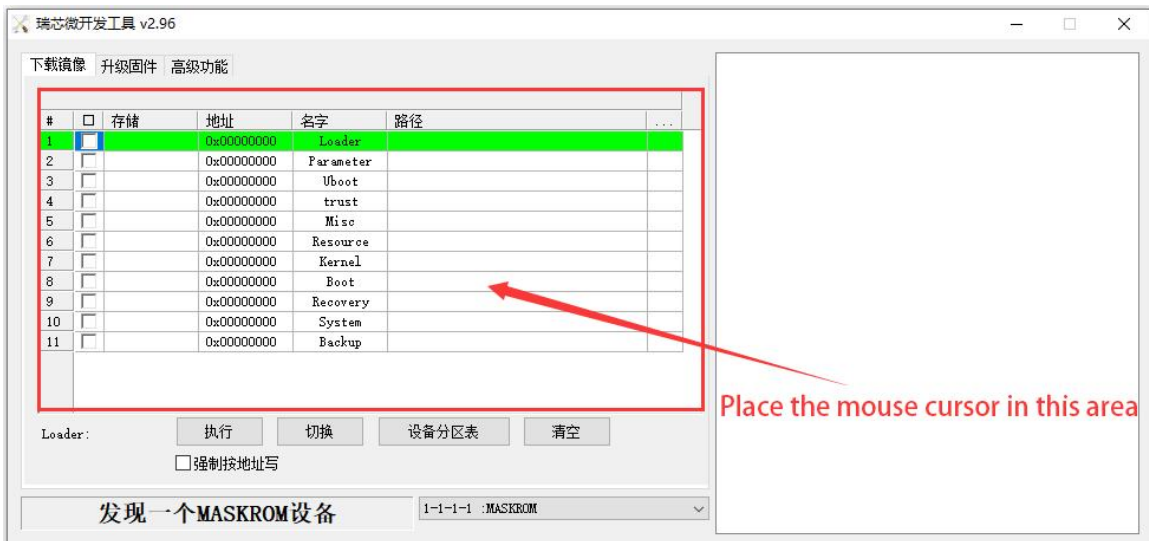 瑞芯微开发工具 v2.96
下载镜像 升级固件 高级功能
# 存储 地址 名字 路径 ...
1 0x00000000 Loader
2 0x00000000 Parameter
3 0x00000000 Uboot
4 0x00000000 trust
5 0x00000000 Misc
6 0x00000000 Resource
7 0x00000000 Kernel
8 0x00000000 Boot
9 0x00000000 Recovery
10 0x00000000 System
11 0x00000000 Backup
Place the mouse cursor in this area
Loader: 执行 切换 设备分区表 清空
强制按地址写
发现一个MASKROM设备 1-1-1-1 :MASKROM